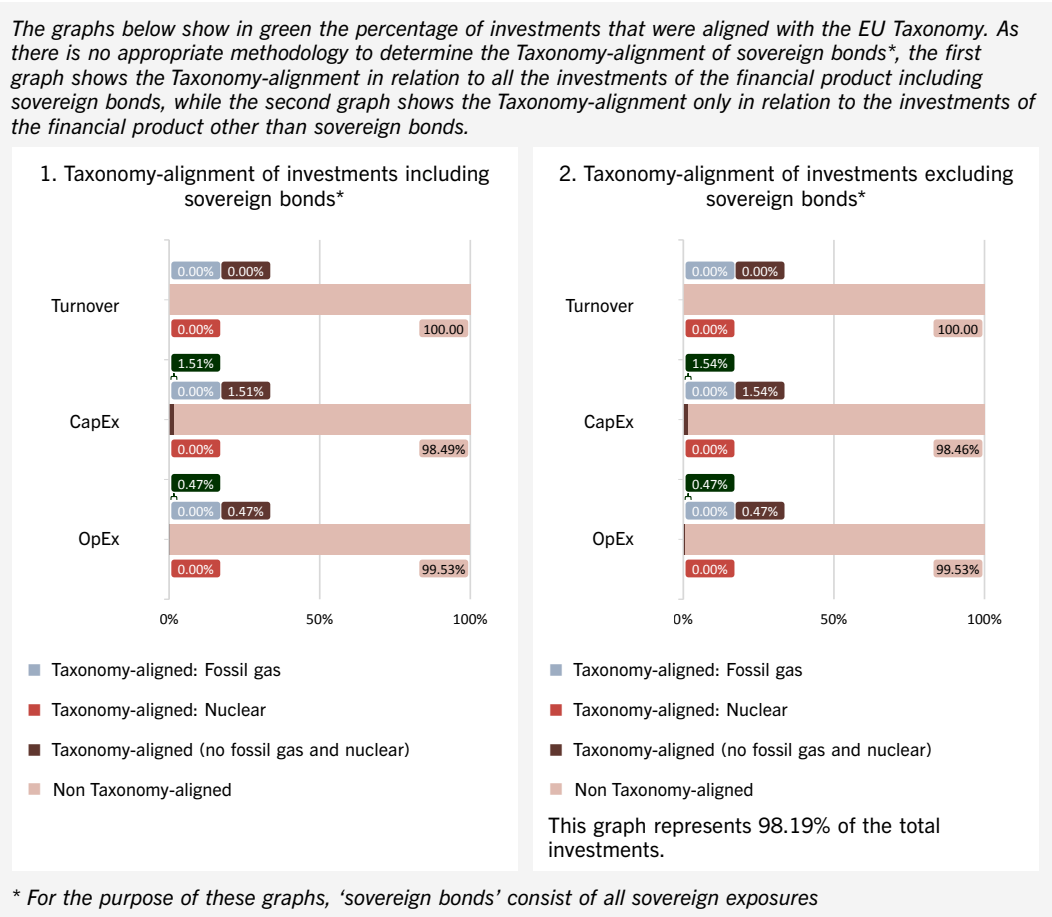 The graphs below show in green the percentage of investments that were aligned with the EU Taxonomy. As
there is no appropriate methodology to determine the Taxonomy-alignment of sovereign bonds*, the first
graph shows the Taxonomy-alignment in relation to all the investments of the financial product including
sovereign bonds, while the second graph shows the Taxonomy-alignment only in relation to the investments of
the financial product other than sovereign bonds.
1. Taxonomy-alignment of investments including
sovereign bonds*
0.00% 0.00%
Turnover
0.00% 100.00
1.51%
0.00% 1.51%
CapEx
0.00% 98.49%
0.47%
0.00% 0.47%
OpEx
0.00% 99.53%
0% 50% 100%
Taxonomy-aligned: Fossil gas
Taxonomy-aligned: Nuclear
Taxonomy-aligned (no fossil gas and nuclear)
Non Taxonomy-aligned
2. Taxonomy-alignment of investments excluding
sovereign bonds*
0.00% 0.00%
Turnover
0.00% 100.00
1.54%
0.00% 1.54%
CapEx
0.00% 98.46%
0.47%
0.00% 0.47%
OpEx
0.00% 99.53%
0% 50% 100%
Taxonomy-aligned: Fossil gas
Taxonomy-aligned: Nuclear
Taxonomy-aligned (no fossil gas and nuclear)
Non Taxonomy-aligned
This graph represents 98.19% of the total
investments.
* For the purpose of these graphs, ‘sovereign bonds’ consist of all sovereign exposures